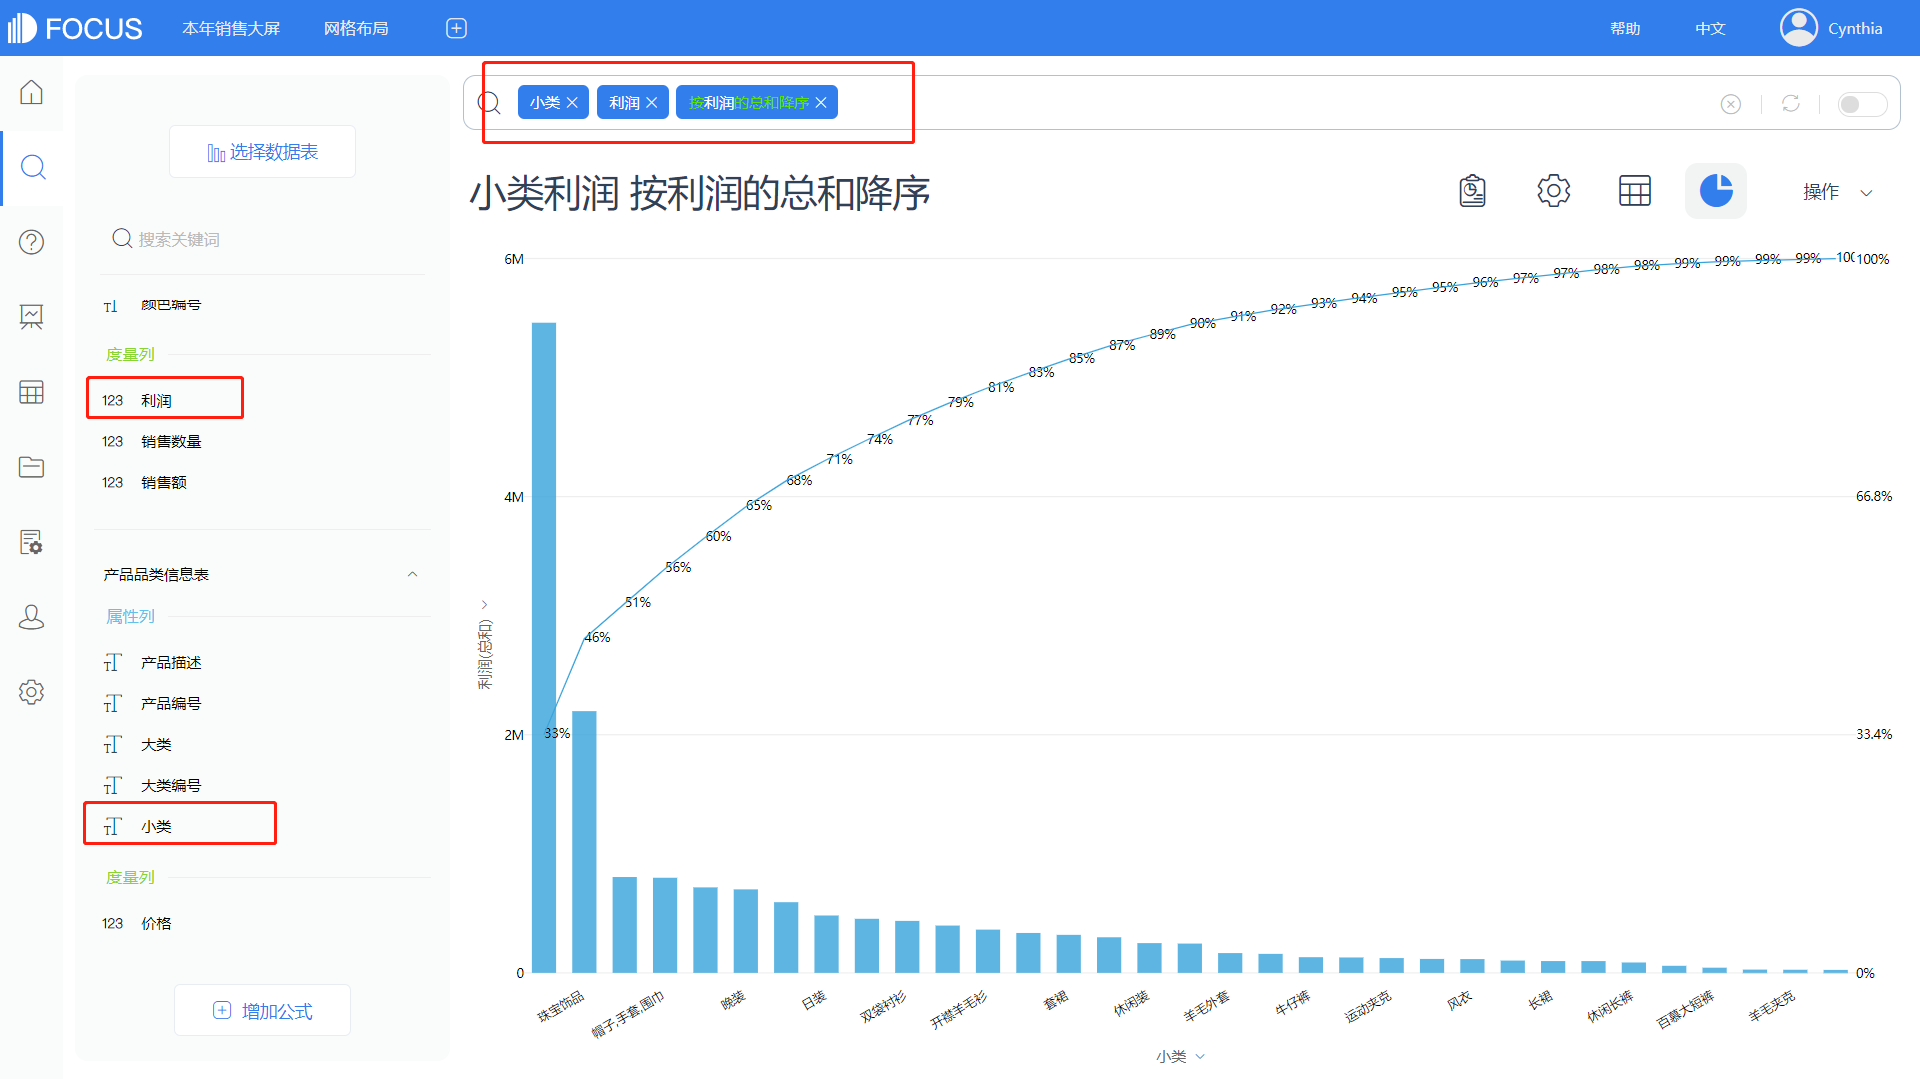 FOCUS
本年销售大屏
网格布局
帮助
中文
Cynthia
选择数据表
搜索关键词
颜色编号
度量列
123 利润
123 销售数量
123 销售额
产品品类信息表
属性列
产品描述
产品编号
大类
大类编号
小类
度量列
123 价格
增加公式
小类 利润 按利润的总和降序
小类利润 按利润的总和降序
操作
6M
4M
2M
0
利润(总和)
33%
46%
51%
56%
60%
65%
68%
71%
74%
77%
79%
81%
83%
85%
87%
89%
90%
91%
92%
93%
94%
95%
95%
96%
97%
97%
98%
98%
99%
99%
99%
99%
100%
66.8%
33.4%
0%
珠宝饰品
帽子,手套,围巾
晚装
日装
双袋衬衫
开襟羊毛衫
套裙
休闲装
羊毛外套
牛仔裤
运动夹克
风衣
长裙
休闲长裤
百慕大短裤
羊毛夹克
小类